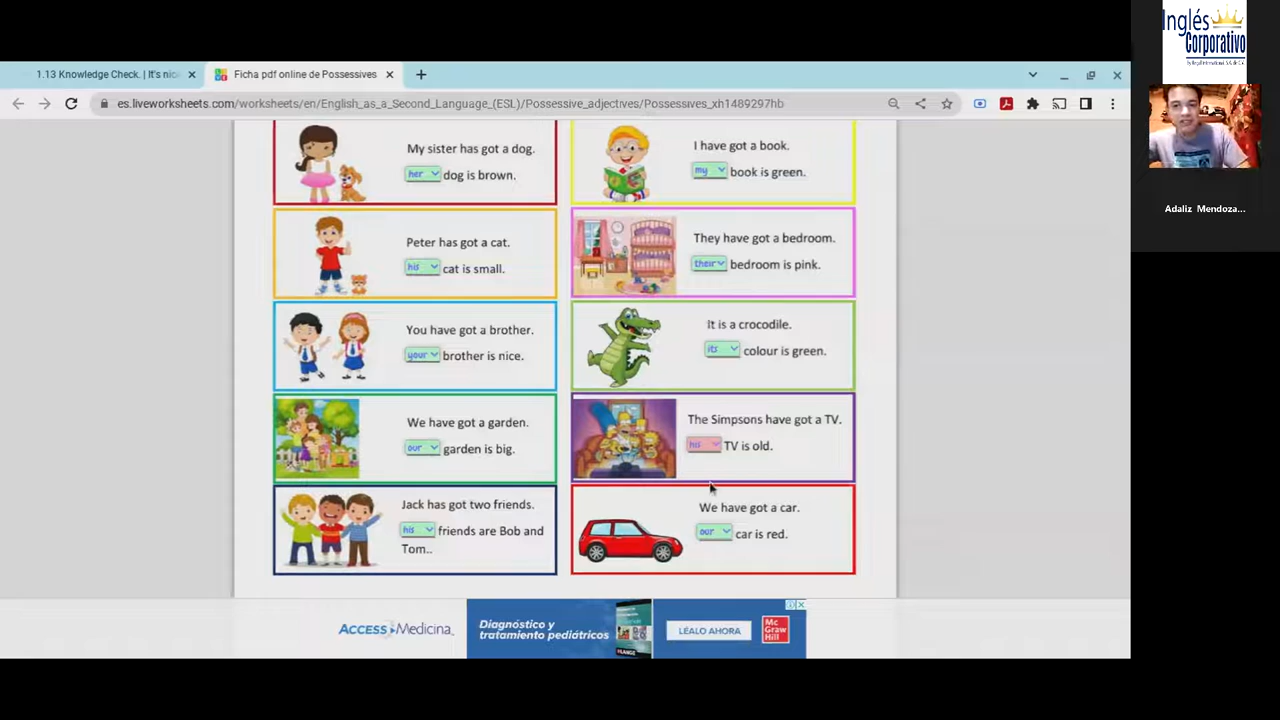 Inglés
Corporativo
1.13 Knowledge Check. | It's nic
Ficha pdf online de Possessives
es.liveworksheets.com/worksheets/en/English_as_a_Second_Language_(ESL)/Possessive_adjectives/Possessives_xh1489297hb
My sister has got a dog.
her dog is brown.
I have got a book.
my book is green.
Peter has got a cat.
his cat is small.
They have got a bedroom.
their bedroom is pink.
You have got a brother.
your brother is nice.
It is a crocodile.
its colour is green.
We have got a garden.
our garden is big.
The Simpsons have got a TV.
his TV is old.
Jack has got two friends.
his friends are Bob and
Tom..
We have got a car.
our car is red.
Adaliz Mendoza...
ACCESS Medicina
Diagnóstico y
tratamiento pediátricos
LANGE
LÉALO AHORA
Mc
Graw
Hill